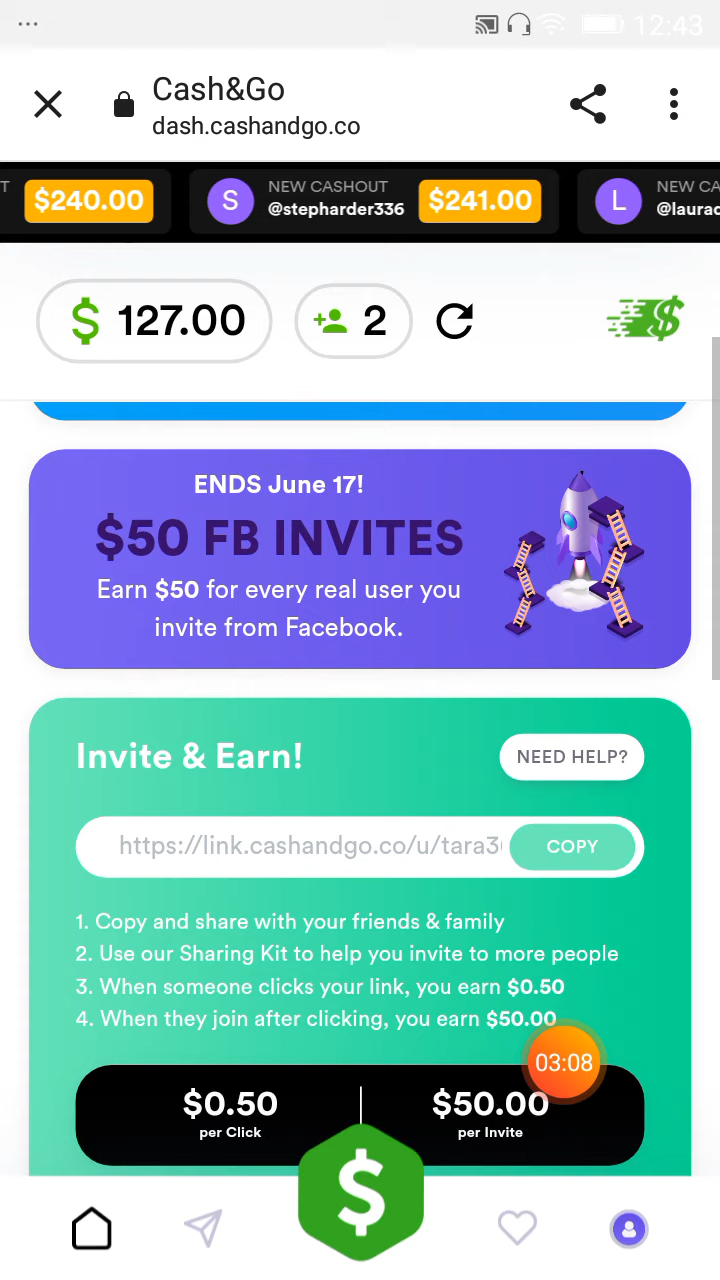 12:43
Cash&Go
dash.cashandgo.co
T
$240.00
S
NEW CASHOUT
@stepharder336
$241.00
L
NEW CA
@laurac
$ 127.00
2
$
ENDS June 17!
$50 FB INVITES
Earn $50 for every real user you
invite from Facebook.
Invite & Earn!
NEED HELP?
https://link.cashandgo.co/u/tara3
COPY
1. Copy and share with your friends & family
2. Use our Sharing Kit to help you invite to more people
3. When someone clicks your link, you earn $0.50
4. When they join after clicking, you earn $50.00
03:08
$0.50
per Click
$50.00
per Invite
$